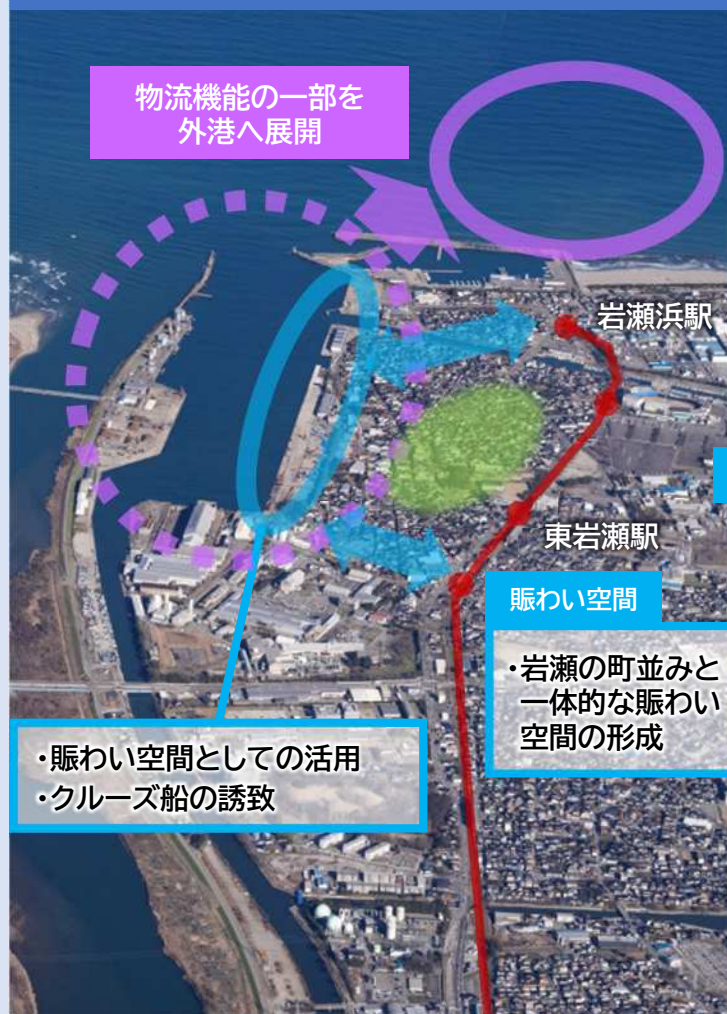 物流機能の一部を
外港へ展開
岩瀬浜駅
東岩瀬駅
賑わい空間
・岩瀬の町並みと
一体的な賑わい
空間の形成
・賑わい空間としての活用
・クルーズ船の誘致